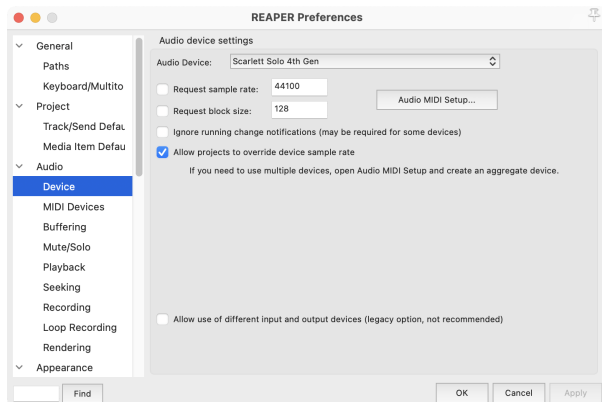 REAPER Preferences
General
Paths
Keyboard/Multito
Project
Track/Send Defau
Media Item Defau
Audio
Device
MIDI Devices
Buffering
Mute/Solo
Playback
Seeking
Recording
Loop Recording
Rendering
Appearance
Find
Audio device settings
Audio Device: Scarlett Solo 4th Gen
Request sample rate: 44100
Request block size: 128
Audio MIDI Setup...
Ignore running change notifications (may be required for some devices)
Allow projects to override device sample rate
If you need to use multiple devices, open Audio MIDI Setup and create an aggregate device.
Allow use of different input and output devices (legacy option, not recommended)
OK Cancel Apply